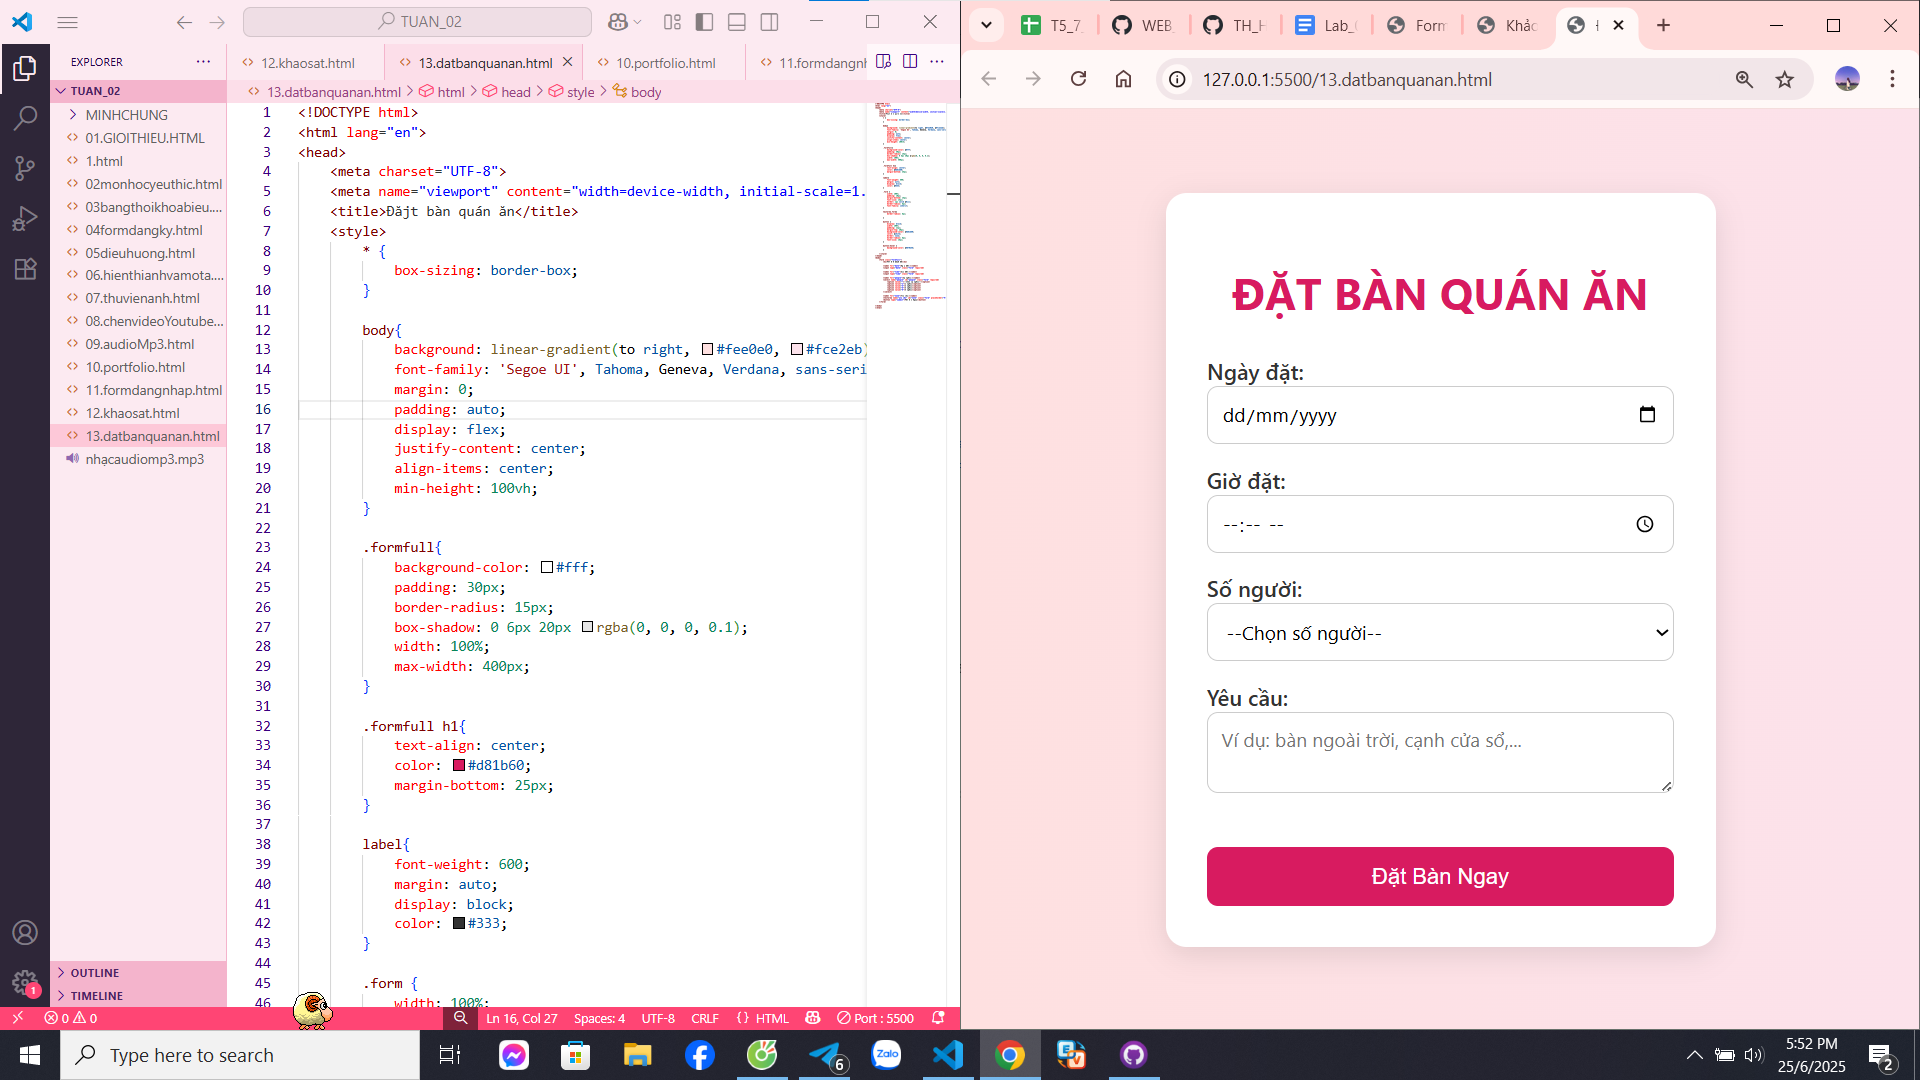 TUAN_02
EXPLORER
TUAN_02
MINHCHUNG
01.GIOITHIEU.HTML
1.html
02monhocyeuthic.html
03bangthoikhoabieu....
04formdangky.html
05dieuhuong.html
06.hienthianhvamota....
07.thuvienanh.html
08.chenvideoYoutube...
09.audioMp3.html
10.portfolio.html
11.formdangnhap.html
12.khaosat.html
13.datbanquanan.html
nhạcaudiomp3.mp3
OUTLINE
TIMELINE
12.khaosat.html
13.datbanquanan.html
10.portfolio.html
11.formdangnh
13.datbanquanan.html > html > head > style > body
1 <!DOCTYPE html>
2 <html lang="en">
3 <head>
4 <meta charset="UTF-8">
5 <meta name="viewport" content="width=device-width, initial-scale=1.
6 <title>Đăjt bàn quán ăn</title>
7 <style>
8 * {
9 box-sizing: border-box;
10 }
11
12 body{
13 background: linear-gradient(to right, #fee0e0, #fce2eb)
14 font-family: 'Segoe UI', Tahoma, Geneva, Verdana, sans-seri
15 margin: 0;
16 padding: auto;
17 display: flex;
18 justify-content: center;
19 align-items: center;
20 min-height: 100vh;
21 }
22
23 .formfull{
24 background-color: #fff;
25 padding: 30px;
26 border-radius: 15px;
27 box-shadow: 0 6px 20px rgba(0, 0, 0, 0.1);
28 width: 100%;
29 max-width: 400px;
30 }
31
32 .formfull h1{
33 text-align: center;
34 color: #d81b60;
35 margin-bottom: 25px;
36 }
37
38 label{
39 font-weight: 600;
40 margin: auto;
41 display: block;
42 color: #333;
43 }
44
45 .form {
46 width: 100%;
1
0 0
Ln 16, Col 27
Spaces: 4
UTF-8
CRLF
{} HTML
Port : 5500
T5_7
WEB
TH_H
Lab_
Form
Khảo
127.0.0.1:5500/13.datbanquanan.html
ĐẶT BÀN QUÁN ĂN
Ngày đặt:
dd/mm/yyyy
Giờ đặt:
--:-- --
Số người:
--Chọn số người--
Yêu cầu:
Ví dụ: bàn ngoài trời, cạnh cửa sổ,...
Đặt Bàn Ngay
Type here to search
6
Zalo
5:52 PM
25/6/2025
2